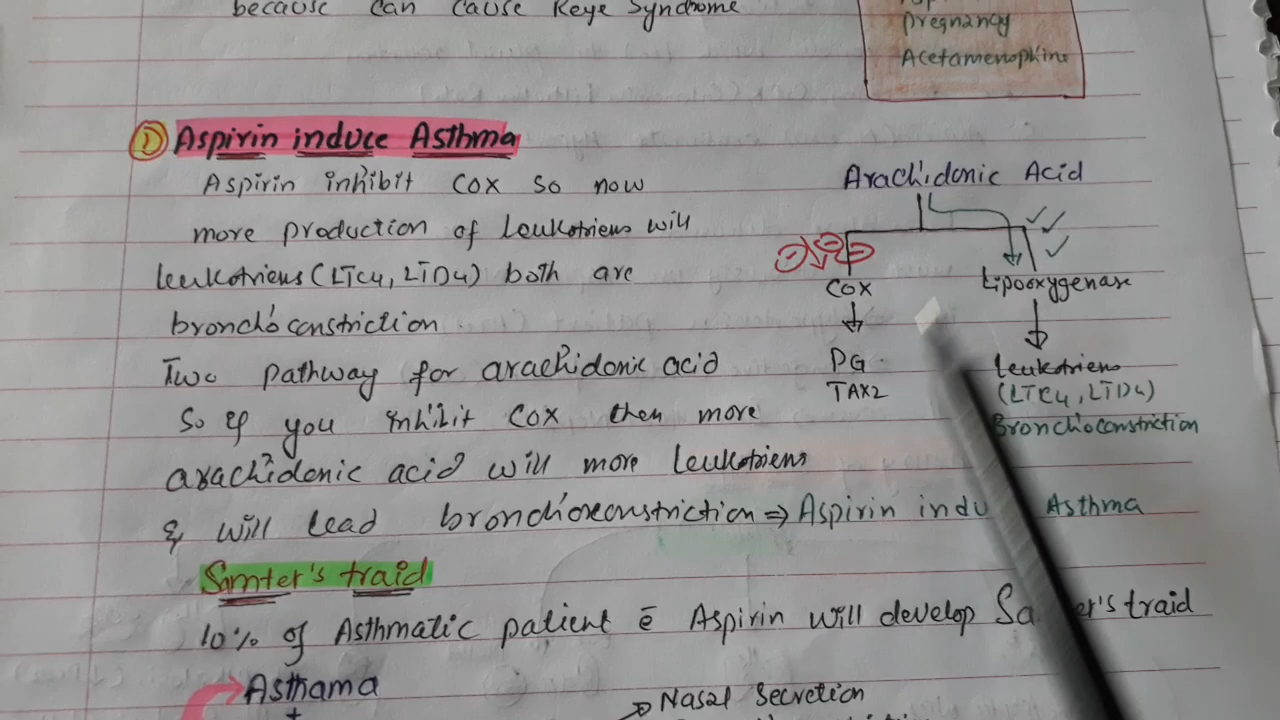 because can cause Reye Syndrome
pregnancy
Acetamenophine
① Aspirin induce Asthma
Aspirin inhibit COX so now
more production of leukotriens will
leukotriens (LTC4, LTD4) both are
bronchoconstriction.
Two pathway for arachidonic acid
So if you inhibit COX then more
arachidonic acid will more leukotriens
& will lead bronchoreconstriction ⇒ Aspirin indu Asthma
Arachidonic Acid
COX
Lipooxygenase
PG
TAX2
leukotriens
(LTC4, LTD4)
Bronchoconstriction
Samter's traid
10% of Asthmatic patient c̄ Aspirin will develop Sa er's traid
Asthama
+
Nasal Secretion